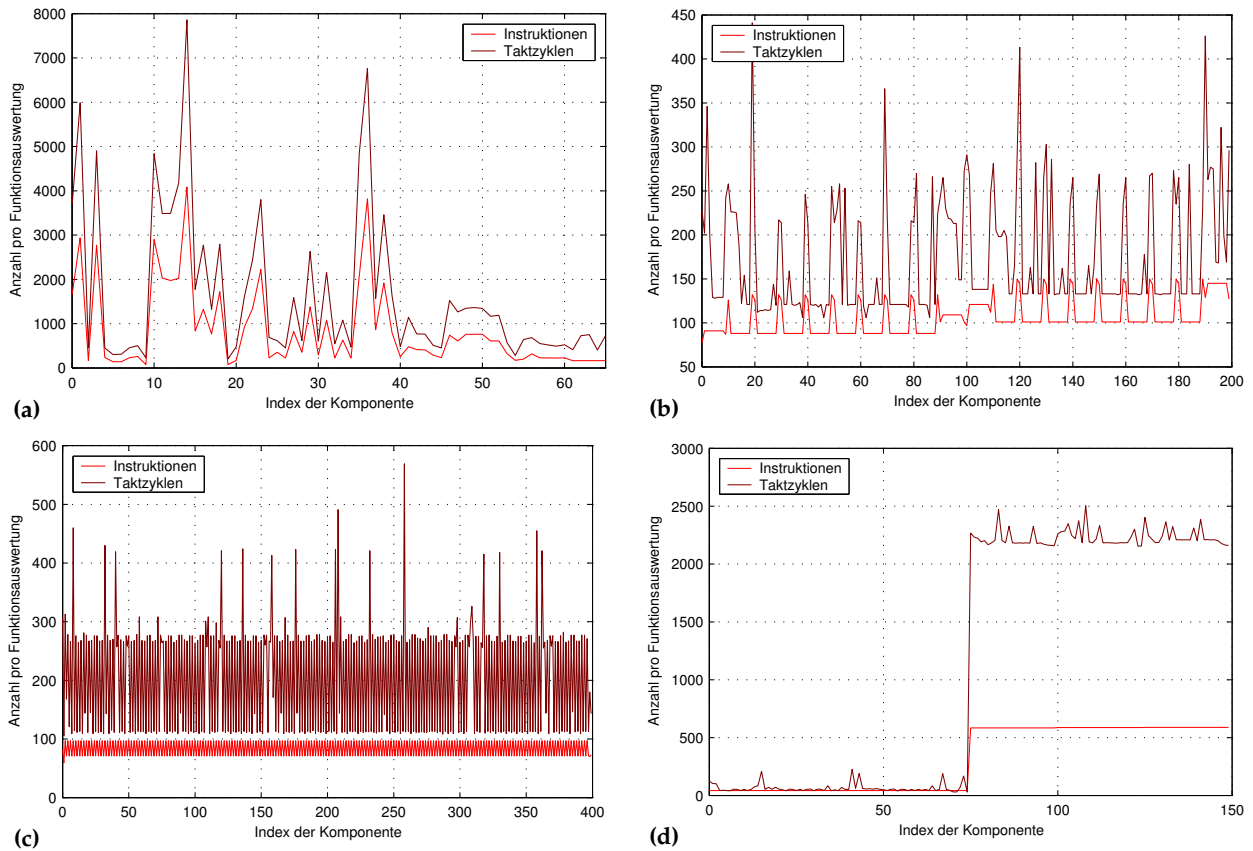 8000
7000
6000
5000
4000
3000
2000
1000
0
Anzahl pro Funktionsauswertung
Instruktionen
Taktzyklen
0 10 20 30 40 50 60
Index der Komponente
(a)
450
400
350
300
250
200
150
100
50
Anzahl pro Funktionsauswertung
Instruktionen
Taktzyklen
0 20 40 60 80 100 120 140 160 180 200
Index der Komponente
(b)
600
500
400
300
200
100
0
Anzahl pro Funktionsauswertung
Instruktionen
Taktzyklen
0 50 100 150 200 250 300 350 400
Index der Komponente
(c)
3000
2500
2000
1500
1000
500
0
Anzahl pro Funktionsauswertung
Instruktionen
Taktzyklen
0 50 100 150
Index der Komponente
(d)